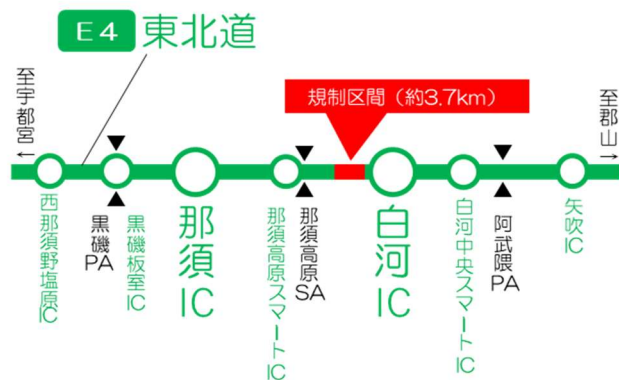 E4 東北道
至宇都宮
←
規制区間（約3.7km）
至郡山
→
西那須野塩原IC
黒磯PA
黒磯板室IC
那須IC
那須高原スマートIC
那須高原SA
白河IC
白河中央スマートIC
阿武隈PA
矢吹IC